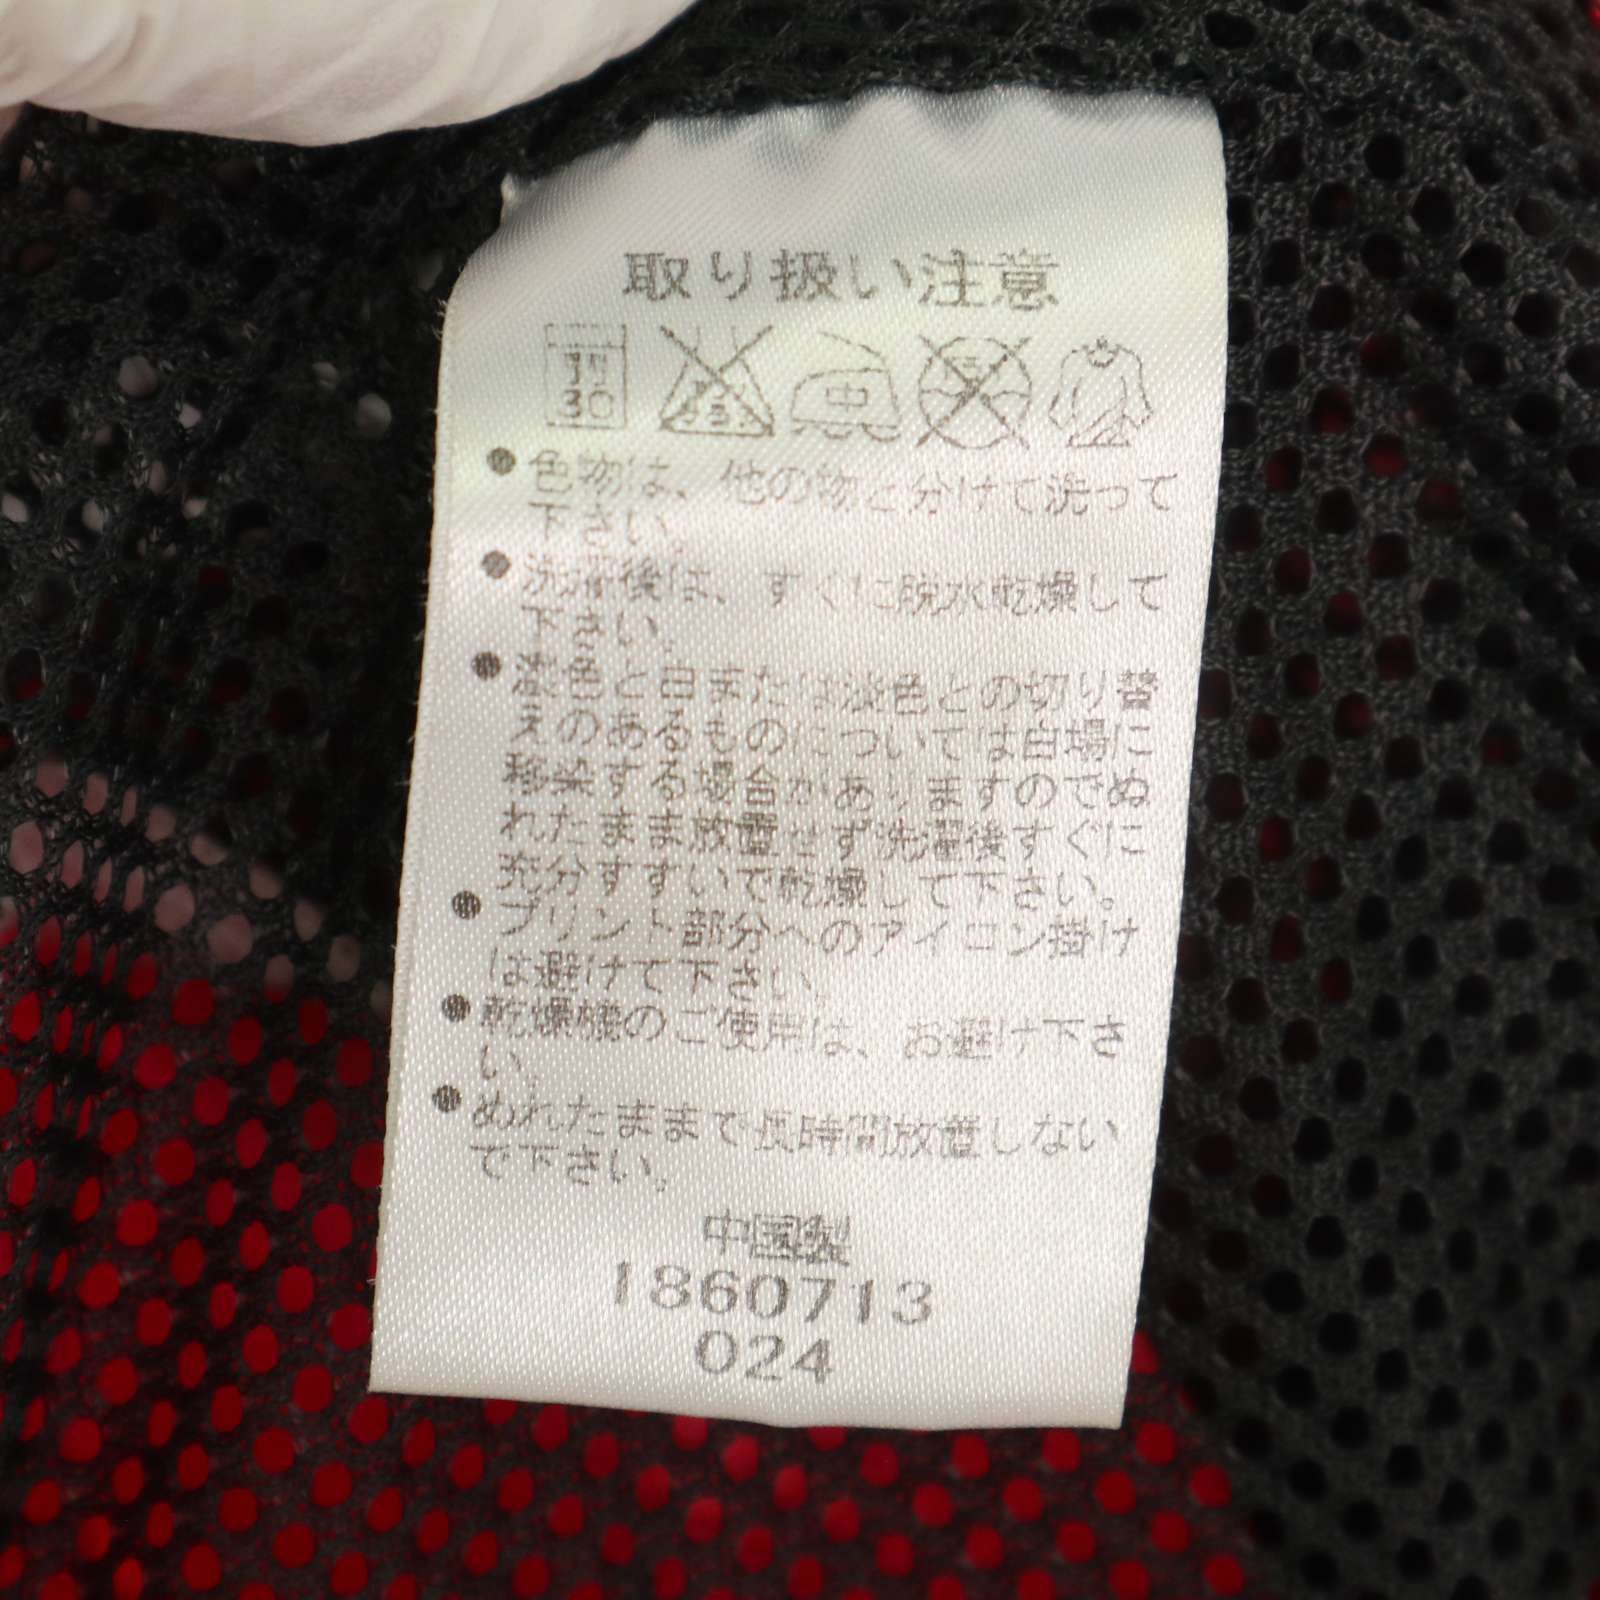 取り扱い注意
30
中
●色物は、他の物と分けて洗って
下さい。
●洗濯後は、すぐに脱水乾燥して
下さい。
●濃色と白または淡色との切り替
えのあるものについては白場に
移染する場合がありますのでぬ
れたまま放置せず洗濯後すぐに
充分すすいで乾燥して下さい。
●プリント部分へのアイロン掛け
は避けて下さい。
●乾燥機のご使用は、お避け下さ
い。
●ぬれたままで長時間放置しない
で下さい。
中国製
1860713
024